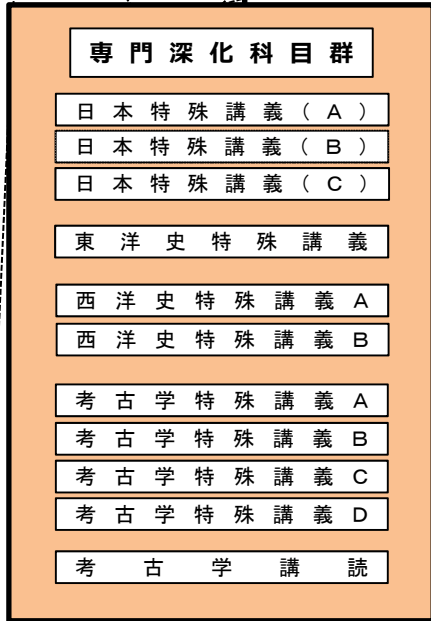 専門深化科目群
日本特殊講義(A)
日本特殊講義(B)
日本特殊講義(C)
東洋史特殊講義
西洋史特殊講義A
西洋史特殊講義B
考古学特殊講義A
考古学特殊講義B
考古学特殊講義C
考古学特殊講義D
考古学講読